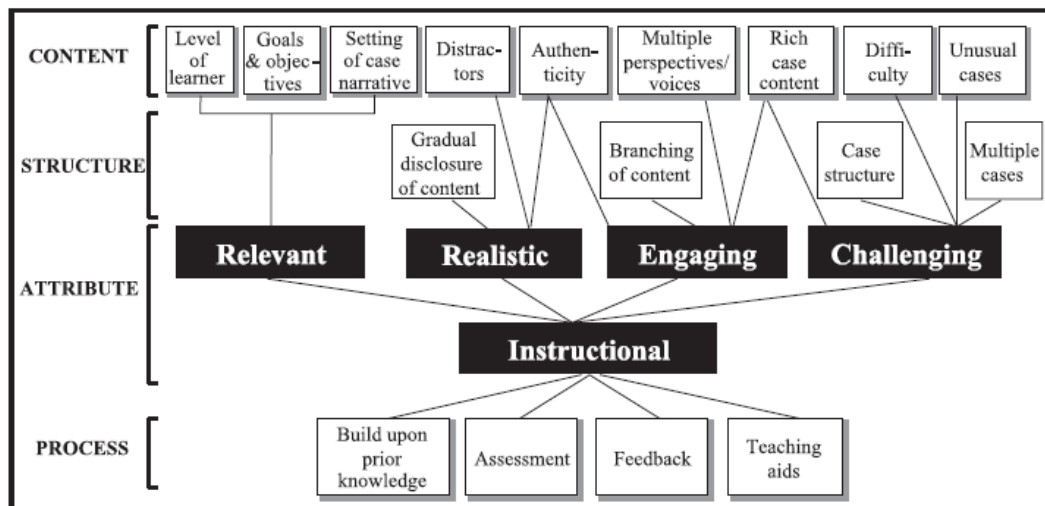 CONTENT
Level
of
learner
Goals
& objec-
tives
Setting
of case
narrative
Distrac-
tors
Authen-
ticity
Multiple
perspectives/
voices
Rich
case
content
Diffi-
culty
Unusual
cases
STRUCTURE
Gradual
disclosure
of content
Branching
of content
Case
structure
Multiple
cases
ATTRIBUTE
Relevant
Realistic
Engaging
Challenging
Instructional
PROCESS
Build upon
prior
knowledge
Assessment
Feedback
Teaching
aids